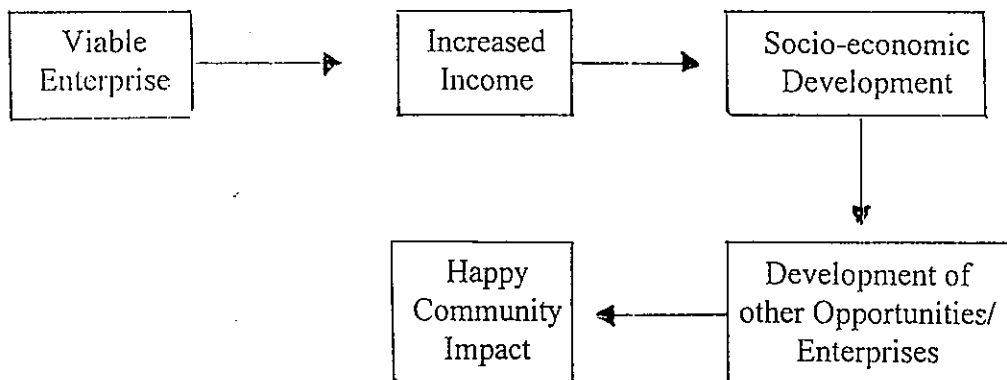 Viable
Enterprise
Increased
Income
Socio-economic
Development
Development of
other Opportunities/
Enterprises
Happy
Community
Impact